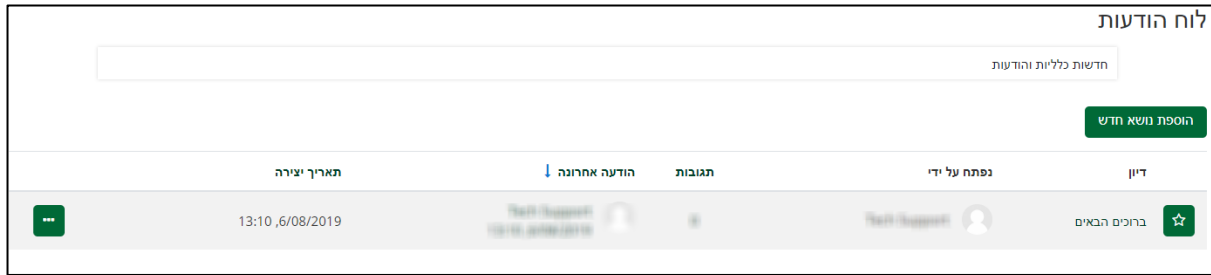 לוח הודעות
חדשות כלליות והודעות
הוספת נושא חדש
דיון נפתח על ידי תגובות הודעה אחרונה ↓ תאריך יצירה
ברוכים הבאים 6/08/2019, 13:10